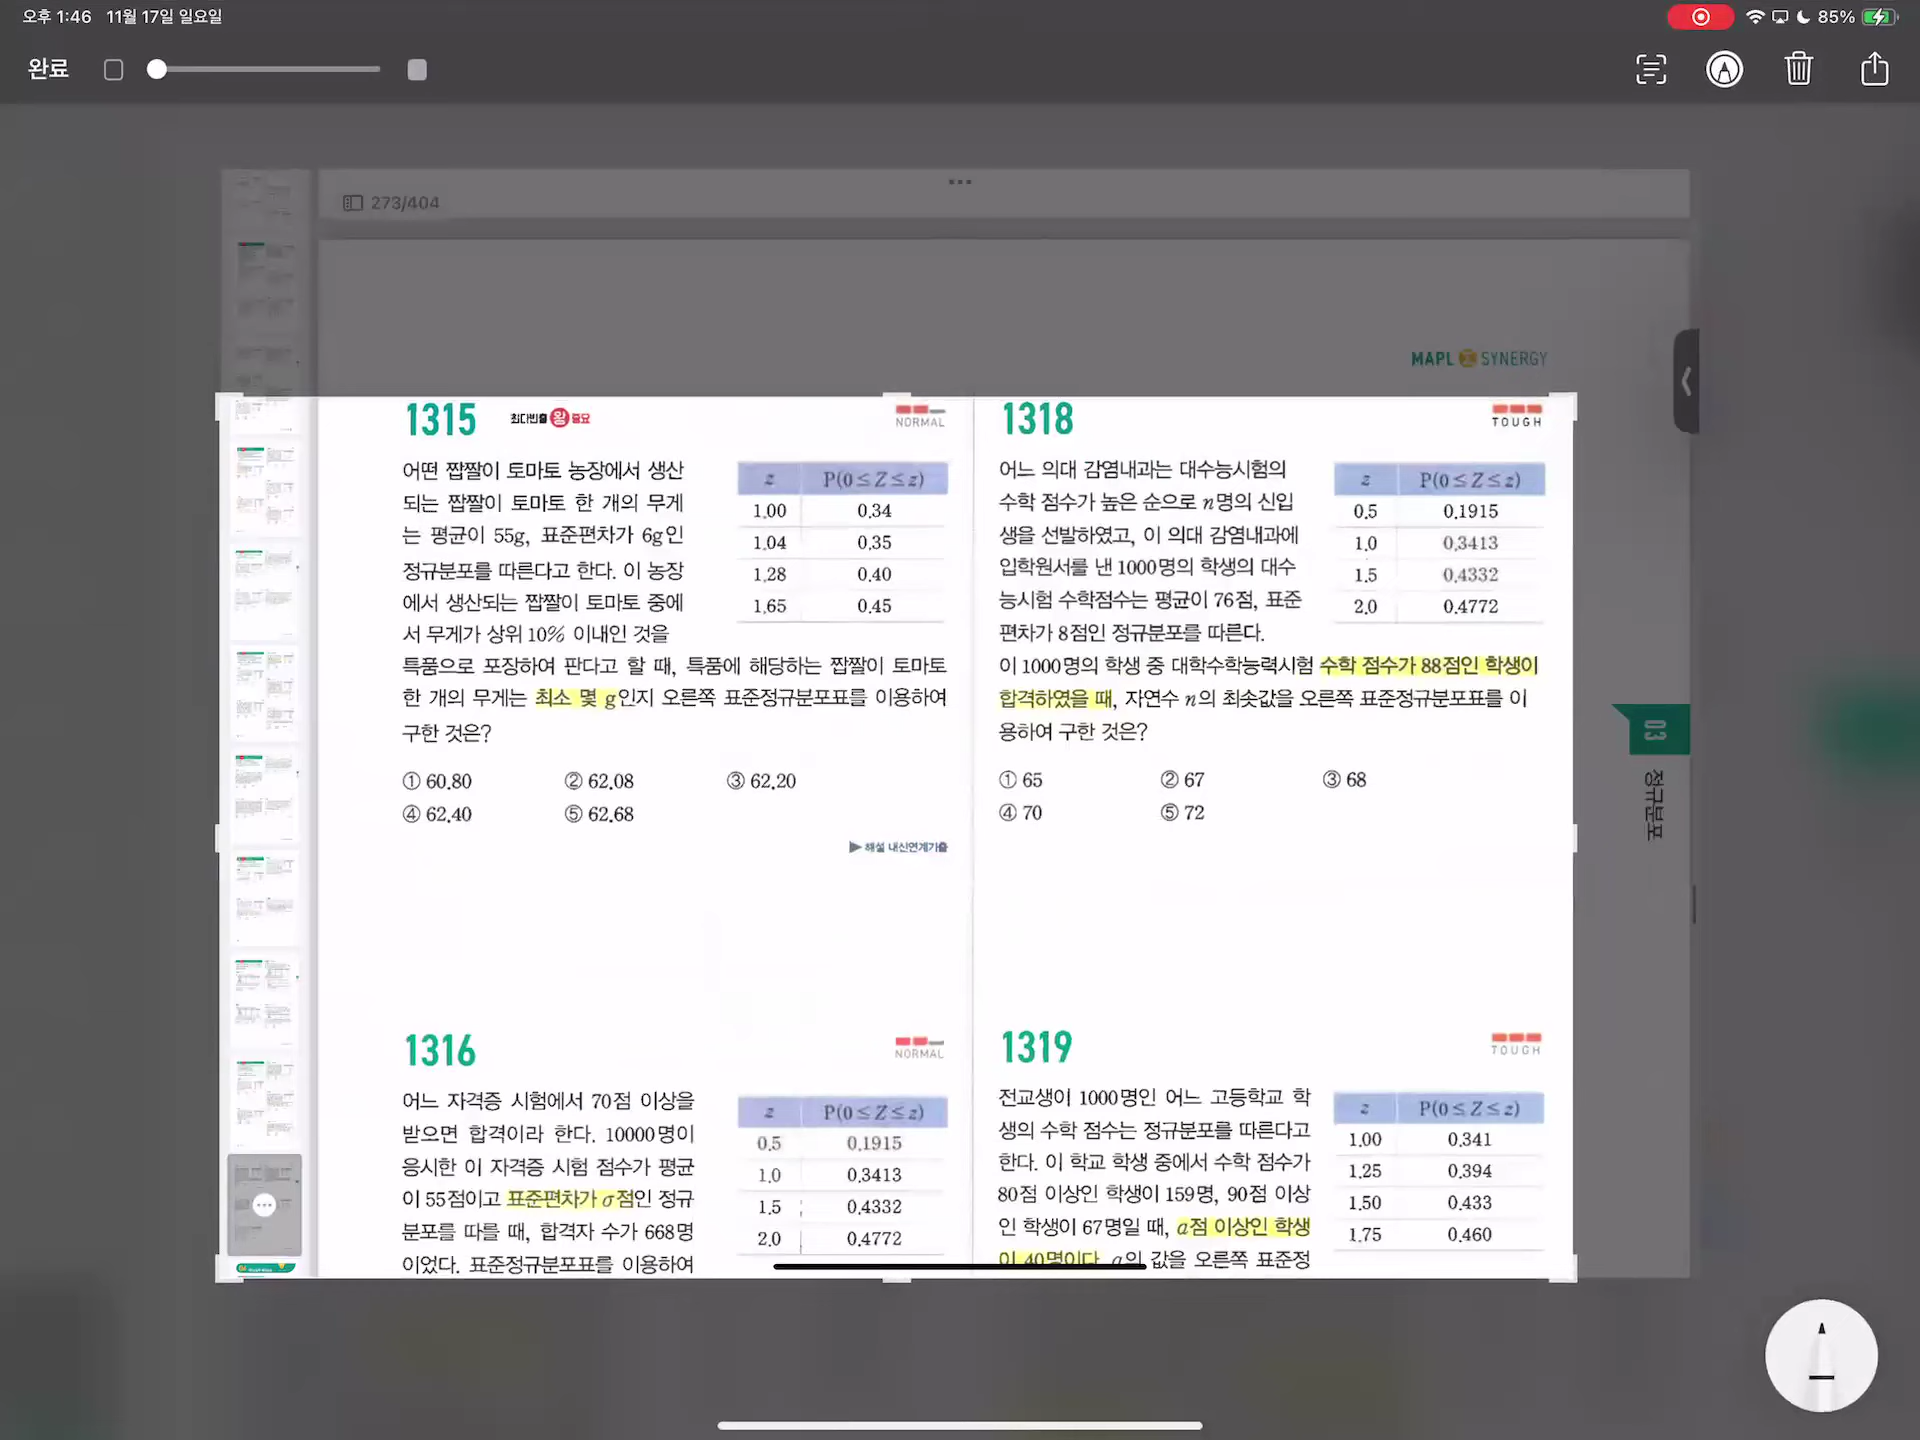 오후 1:46 11월 17일 일요일
85%
완료
273/404
MAPL SYNERGY
1315 최다빈출 왕 중요 NORMAL
어떤 짭짤이 토마토 농장에서 생산
되는 짭짤이 토마토 한 개의 무게
는 평균이 55g, 표준편차가 6g인
정규분포를 따른다고 한다. 이 농장
에서 생산되는 짭짤이 토마토 중에
서 무게가 상위 10% 이내인 것을
특품으로 포장하여 판다고 할 때, 특품에 해당하는 짭짤이 토마토
한 개의 무게는 최소 몇 g인지 오른쪽 표준정규분포표를 이용하여
구한 것은?
z P(0≤Z≤z)
1.00 0.34
1.04 0.35
1.28 0.40
1.65 0.45
① 60.80 ② 62.08 ③ 62.20
④ 62.40 ⑤ 62.68
▶ 해설 내신연계기출
1316 NORMAL
어느 자격증 시험에서 70점 이상을
받으면 합격이라 한다. 10000명이
응시한 이 자격증 시험 점수가 평균
이 55점이고 표준편차가 σ점인 정규
분포를 따를 때, 합격자 수가 668명
이었다. 표준정규분포표를 이용하여
z P(0≤Z≤z)
0.5 0.1915
1.0 0.3413
1.5 0.4332
2.0 0.4772
1318 TOUGH
어느 의대 감염내과는 대수능시험의
수학 점수가 높은 순으로 n명의 신입
생을 선발하였고, 이 의대 감염내과에
입학원서를 낸 1000명의 학생의 대수
능시험 수학점수는 평균이 76점, 표준
편차가 8점인 정규분포를 따른다.
이 1000명의 학생 중 대학수학능력시험 수학 점수가 88점인 학생이
합격하였을 때, 자연수 n의 최솟값을 오른쪽 표준정규분포표를 이
용하여 구한 것은?
z P(0≤Z≤z)
0.5 0.1915
1.0 0.3413
1.5 0.4332
2.0 0.4772
① 65 ② 67 ③ 68
④ 70 ⑤ 72
1319 TOUGH
전교생이 1000명인 어느 고등학교 학
생의 수학 점수는 정규분포를 따른다고
한다. 이 학교 학생 중에서 수학 점수가
80점 이상인 학생이 159명, 90점 이상
인 학생이 67명일 때, a점 이상인 학생
이 40명이다. a의 값을 오른쪽 표준정
z P(0≤Z≤z)
1.00 0.341
1.25 0.394
1.50 0.433
1.75 0.460
03
정규분포